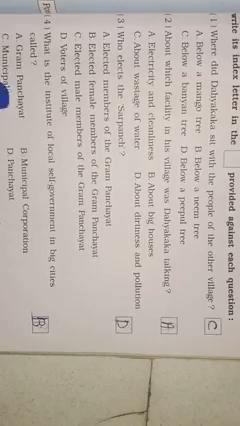 write its index letter in the provided against each question :
( 1 ) Where did Dahyakaka sit with the people of the other village ? C
A. Below a mango tree B. Below a neem tree
C. Below a banyan tree D. Below a peepul tree
( 2 ) About which facility in his village was Dahyakaka talking ? A
A. Electricity and cleanliness B. About big houses
C. About wastage of water D. About dirtiness and pollution
( 3 ) Who elects the 'Sarpanch' ? D
A. Elected members of the Gram Panchayat
B. Elected female members of the Gram Panchayat
C. Elected male members of the Gram Panchayat
D. Voters of village
( 4 ) What is the institute of local self-government in big cities
called ? B
A. Gram Panchayat B. Municipal Corporation
C. Municipal D. Panchayat